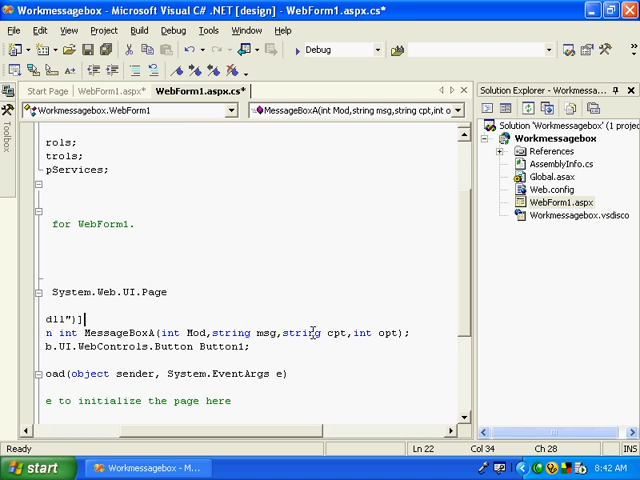 Workmessagebox - Microsoft Visual C# .NET [design] - WebForm1.aspx.cs*
File Edit View Project Build Debug Tools Window Help
Debug
Start Page WebForm1.aspx* WebForm1.aspx.cs*
Workmessagebox.WebForm1 MessageBoxA(int Mod,string msg,string cpt,int o
rols;
trols;
pServices;
for WebForm1.
System.Web.UI.Page
dll")]
n int MessageBoxA(int Mod,string msg,string cpt,int opt);
b.UI.WebControls.Button Button1;
oad(object sender, System.EventArgs e)
e to initialize the page here
Toolbox
Solution Explorer - Workmessa...
Solution 'Workmessagebox' (1 projec
Workmessagebox
References
AssemblyInfo.cs
Global.asax
Web.config
WebForm1.aspx
Workmessagebox.vsdisco
Ready Ln 22 Col 34 Ch 28 INS
start Workmessagebox - M... 8:42 AM